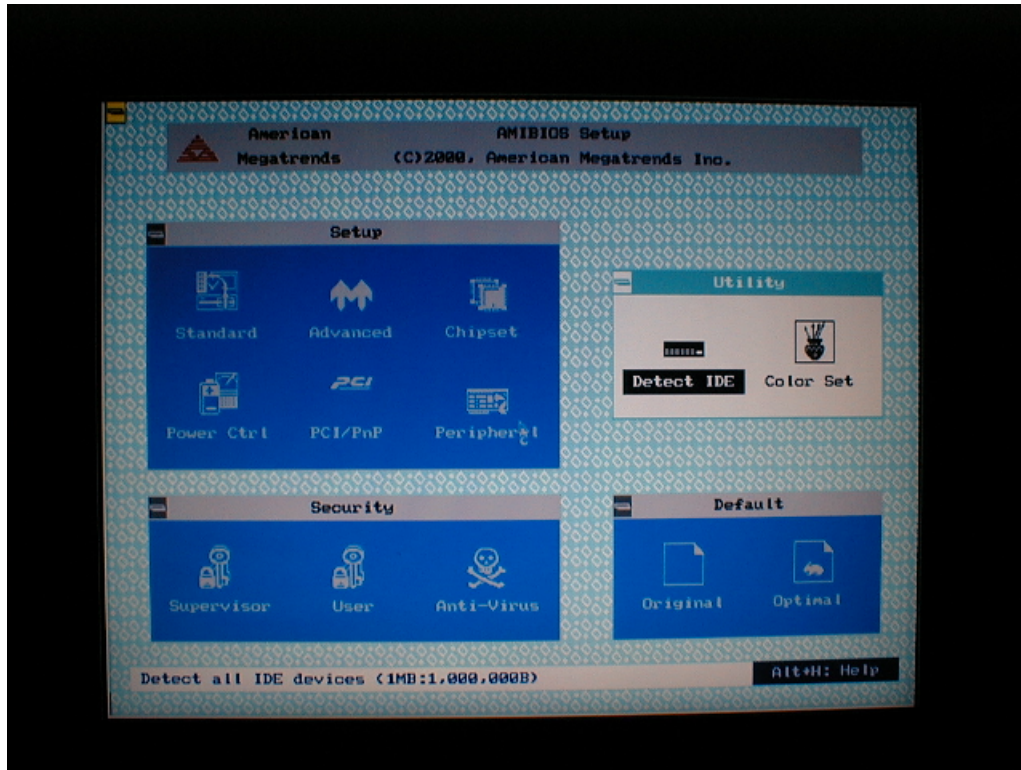 American AMIBIOS Setup
Megatrends (C)2000, American Megatrends Inc.
Setup
Standard Advanced Chipset
PCI
Power Ctrl PCI/PnP Peripheral
Utility
Detect IDE Color Set
Security
Supervisor User Anti-Virus
Default
Original Optimal
Detect all IDE devices (1MB:1,000,000B)
Alt+H: Help